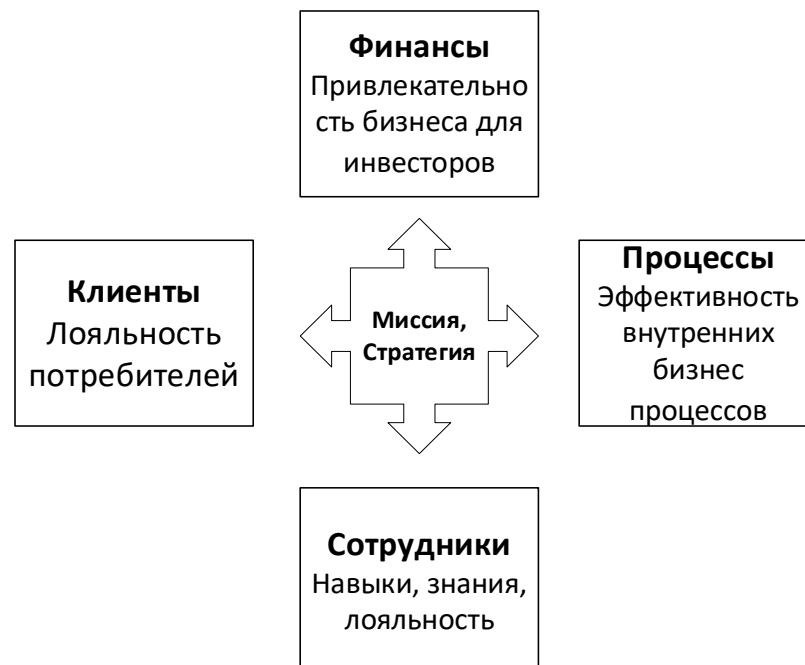 Финансы
Привлекательно
сть бизнеса для
инвесторов
Клиенты
Лояльность
потребителей
Миссия,
Стратегия
Процессы
Эффективность
внутренних
бизнес
процессов
Сотрудники
Навыки, знания,
лояльность